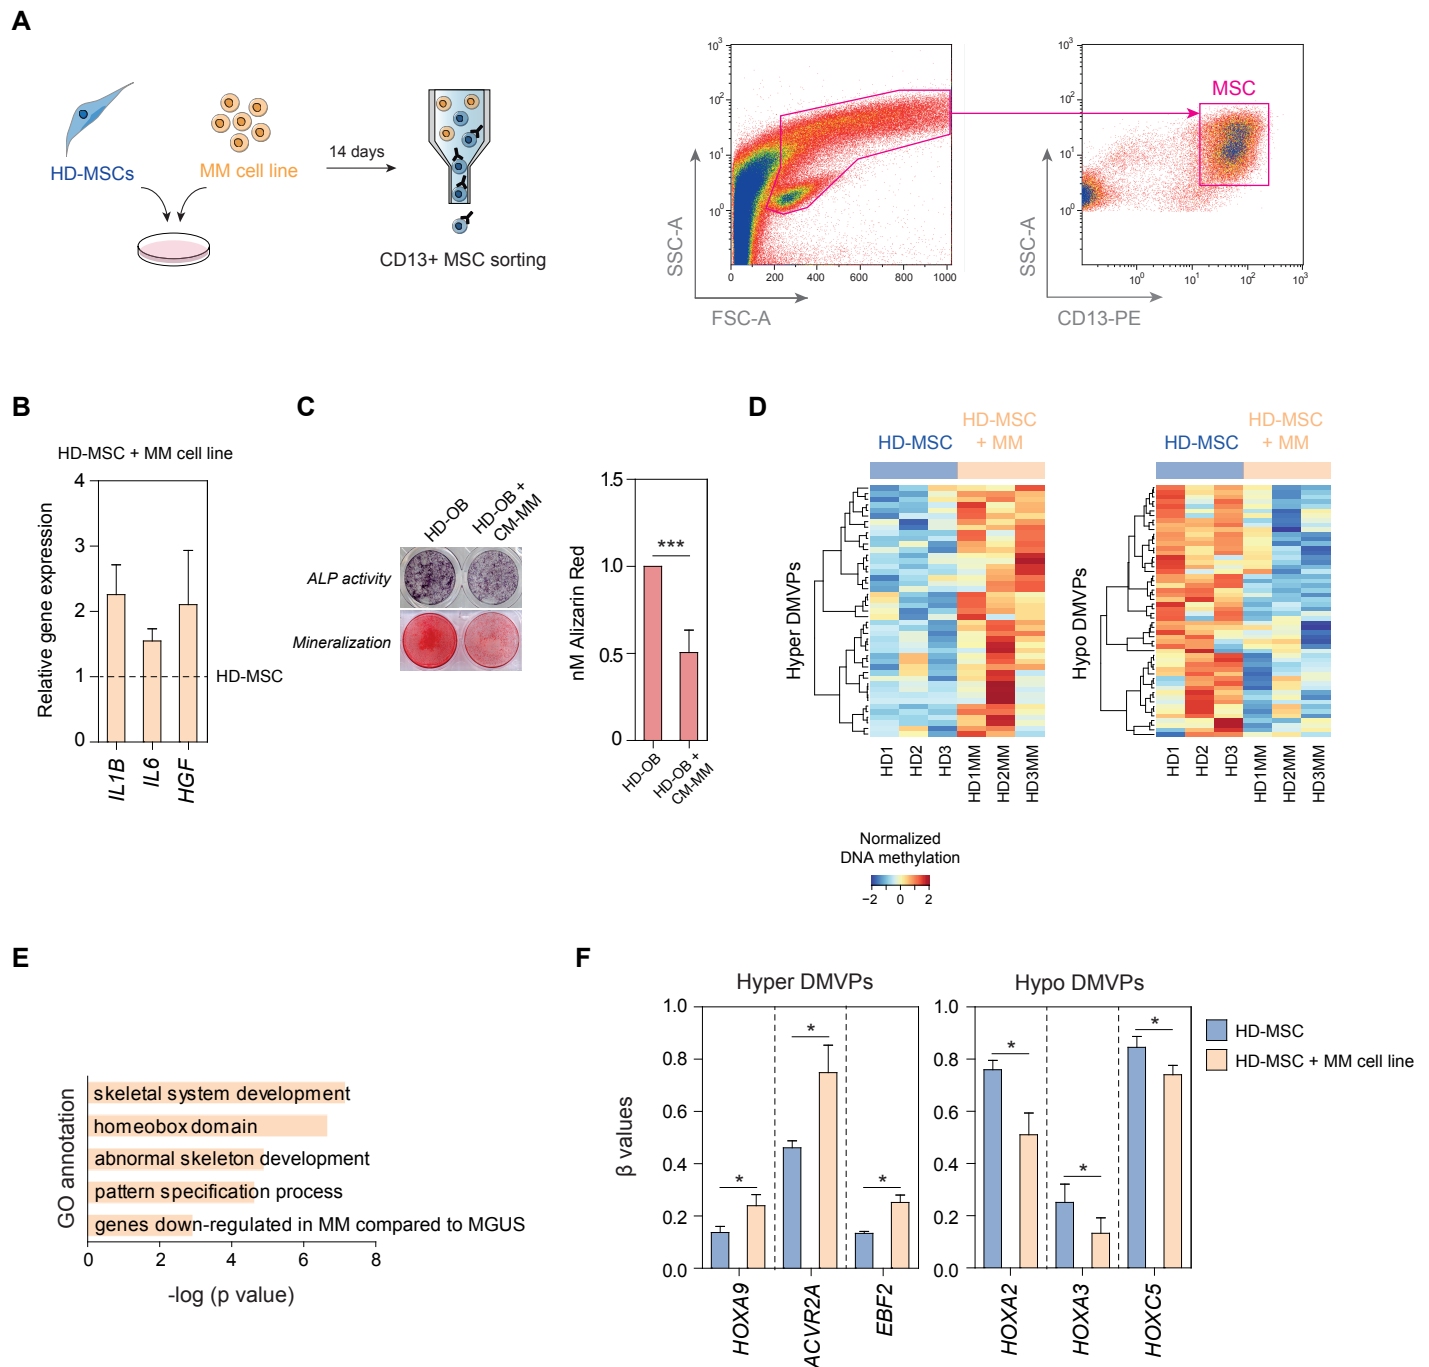 A
HD-MSCs
MM cell line
14 days
CD13+ MSC sorting
10³
10²
10¹
10⁰
SSC-A
0 200 400 600 800 1000
FSC-A
10³
10²
10¹
10⁰
SSC-A
MSC
10⁰ 10¹ 10² 10³
CD13-PE
B
HD-MSC + MM cell line
Relative gene expression
4
3
2
1
0
HD-MSC
IL1B
IL6
HGF
C
HD-OB
HD-OB +
CM-MM
ALP activity
Mineralization
nM Alizarin Red
1.5
1.0
0.5
0
***
HD-OB
HD-OB +
CM-MM
D
HD-MSC
HD-MSC
+ MM
Hyper DMVPs
HD1
HD2
HD3
HD1MM
HD2MM
HD3MM
HD-MSC
HD-MSC
+ MM
Hypo DMVPs
HD1
HD2
HD3
HD1MM
HD2MM
HD3MM
Normalized
DNA methylation
−2 0 2
E
GO annotation
skeletal system development
homeobox domain
abnormal skeleton development
pattern specification process
genes down-regulated in MM compared to MGUS
0 2 4 6 8
-log (p value)
F
Hyper DMVPs
β values
1.0
0.8
0.6
0.4
0.2
0.0
*
*
*
HOXA9
ACVR2A
EBF2
Hypo DMVPs
1.0
0.8
0.6
0.4
0.2
0.0
*
*
*
HOXA2
HOXA3
HOXC5
HD-MSC
HD-MSC + MM cell line